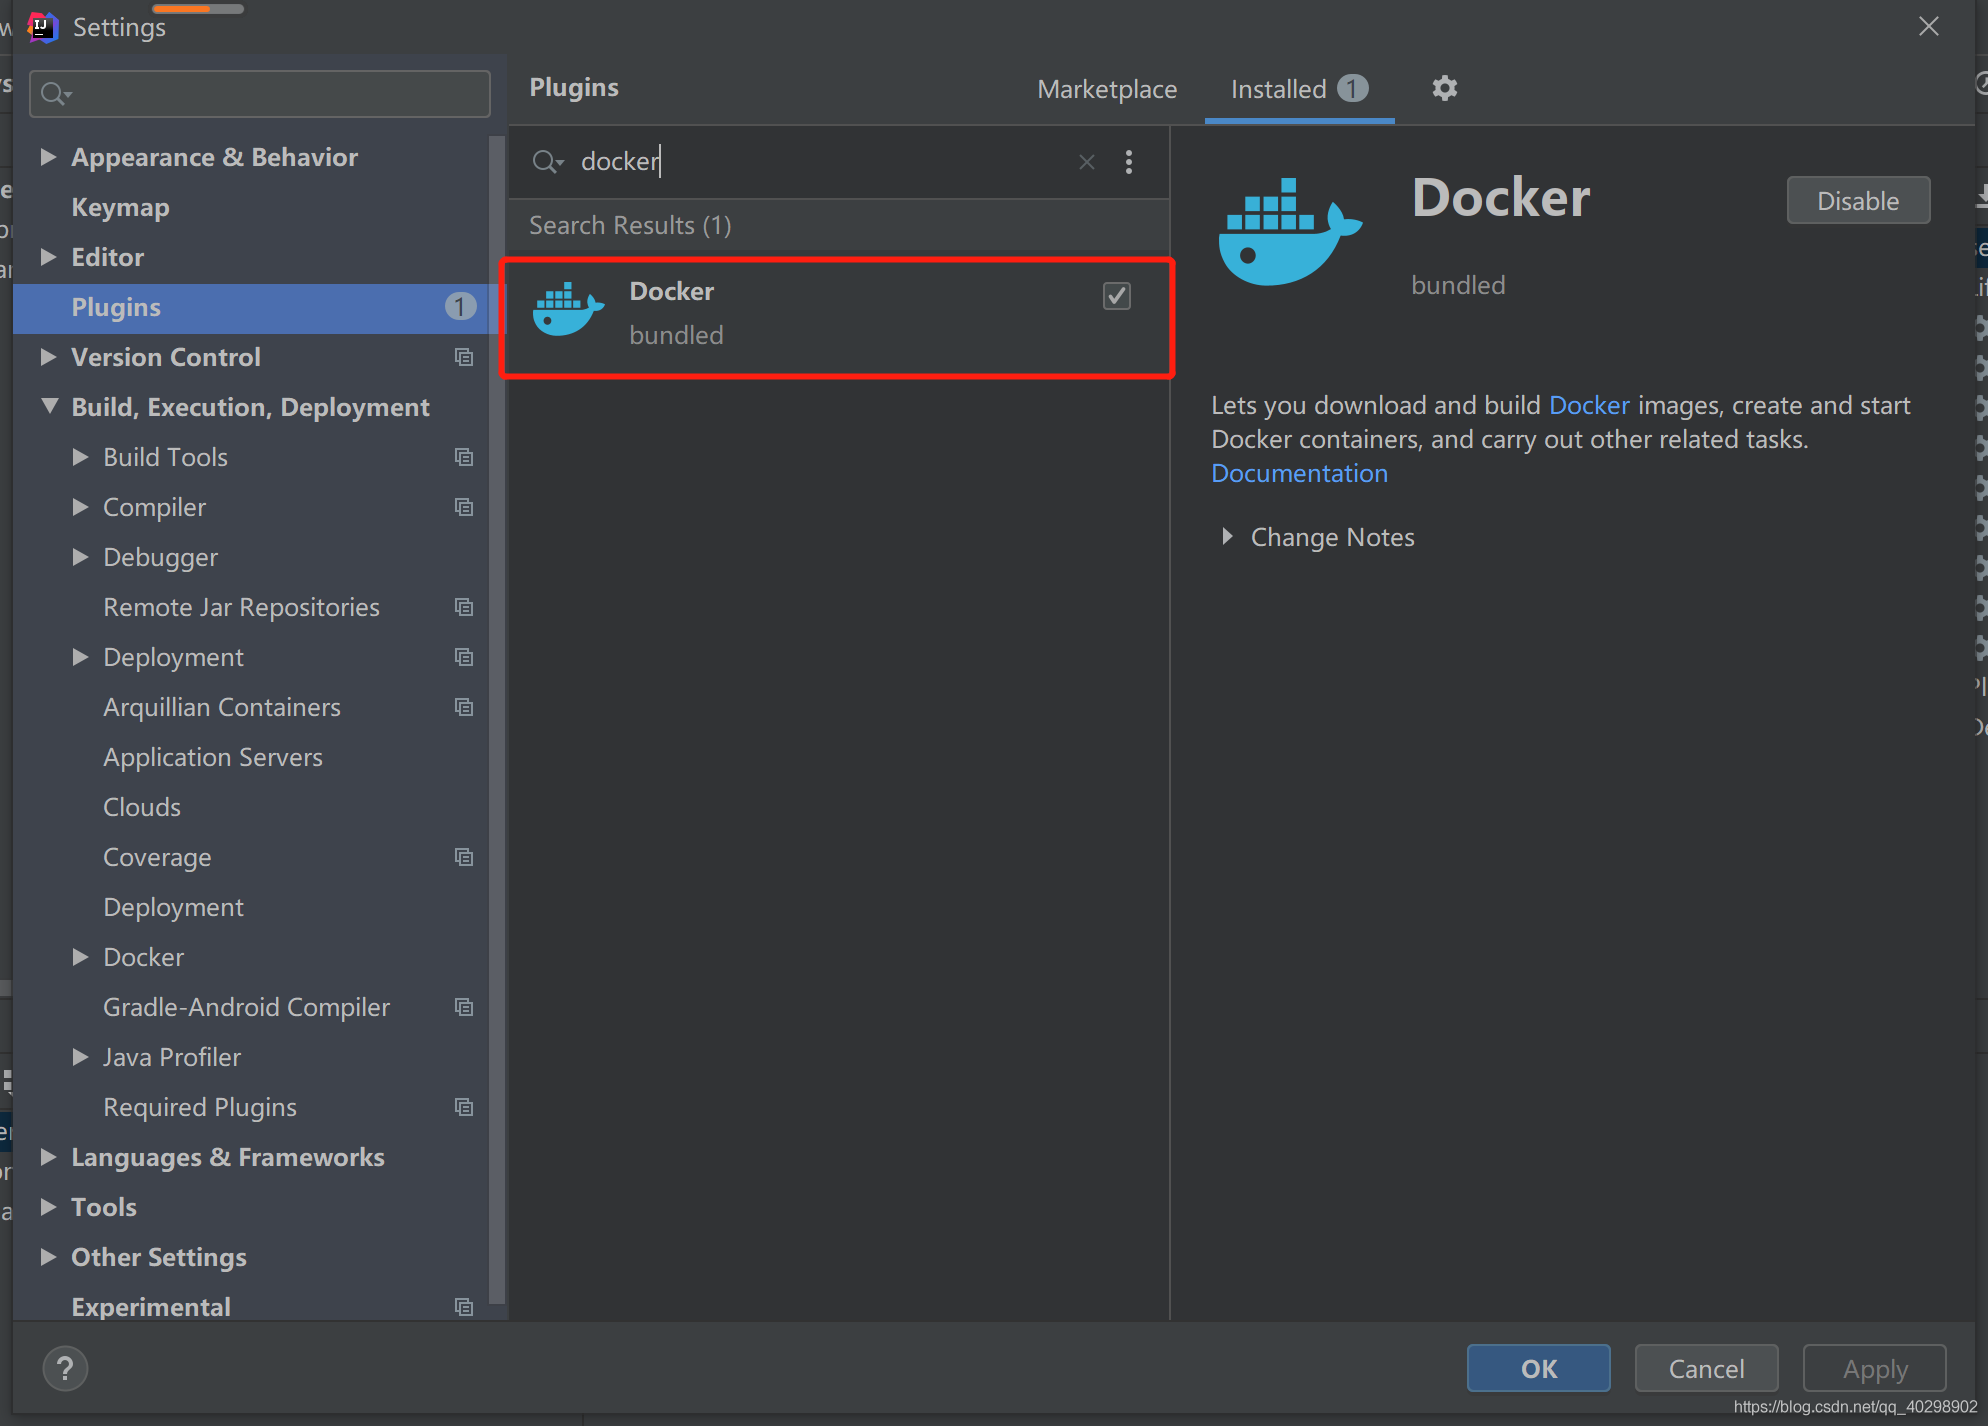 Settings
Appearance & Behavior
Keymap
Editor
Plugins 1
Version Control
Build, Execution, Deployment
Build Tools
Compiler
Debugger
Remote Jar Repositories
Deployment
Arquillian Containers
Application Servers
Clouds
Coverage
Deployment
Docker
Gradle-Android Compiler
Java Profiler
Required Plugins
Languages & Frameworks
Tools
Other Settings
Experimental
Plugins
Marketplace
Installed 1
docker
Search Results (1)
Docker
bundled
Docker
Disable
bundled
Lets you download and build Docker images, create and start
Docker containers, and carry out other related tasks.
Documentation
Change Notes
?
OK
Cancel
Apply
https://blog.csdn.net/qq_40298902